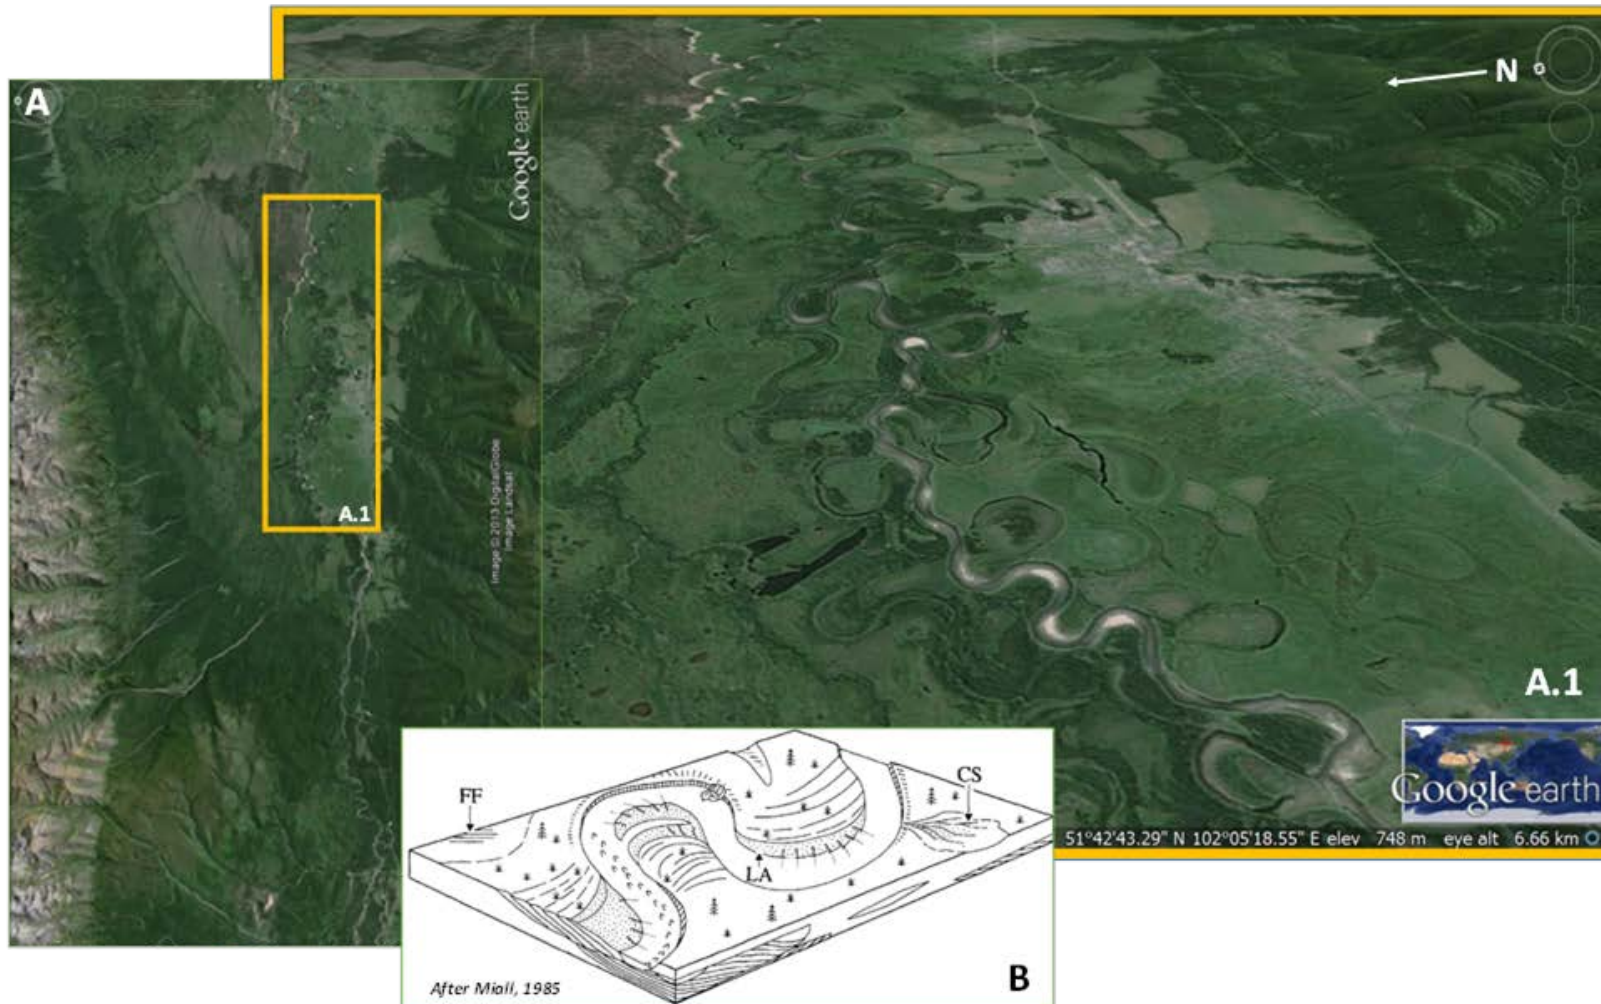 A
Google earth
Image © 2013 DigitalGlobe
Image Landsat
A.1
N
A.1
Google earth
51°42'43.29" N 102°05'18.55" E elev 748 m eye alt 6.66 km
FF
CS
LA
After Miall, 1985
B